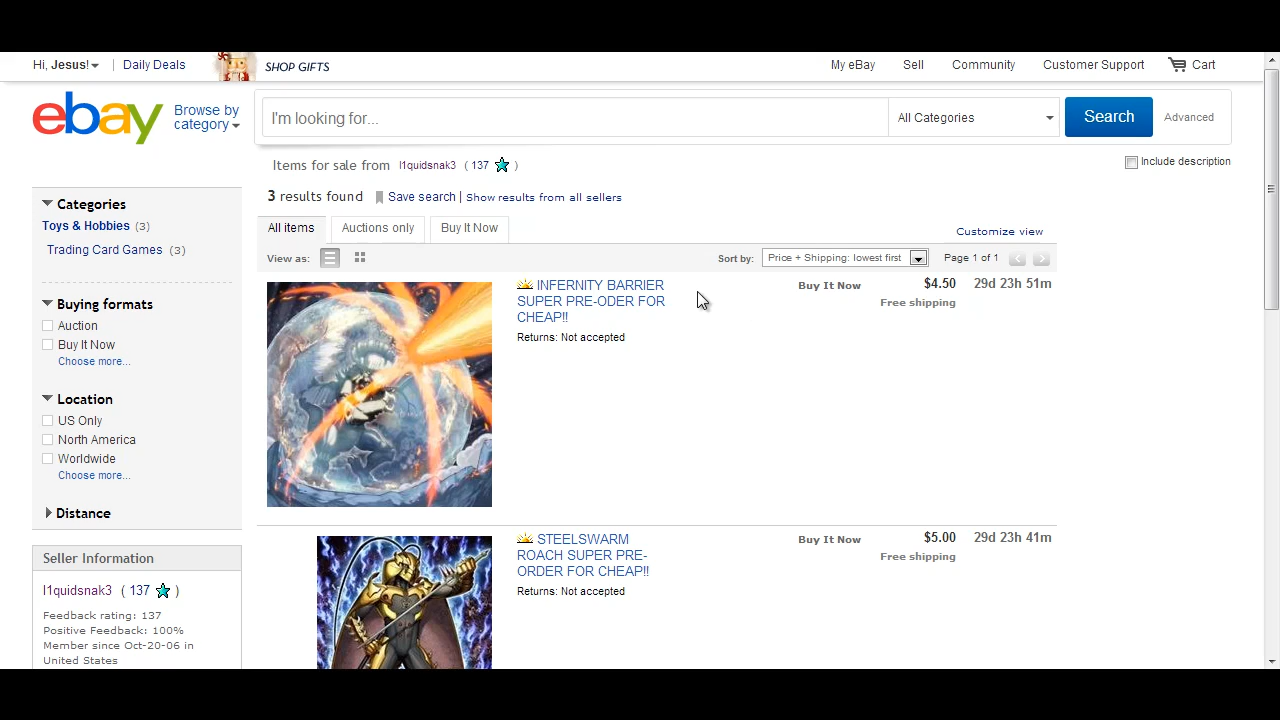 Hi, Jesus!
Daily Deals
SHOP GIFTS
My eBay
Sell
Community
Customer Support
Cart
ebay
Browse by
category
I'm looking for...
All Categories
Search
Advanced
Items for sale from l1quidsnak3 ( 137 )
Include description
3 results found
Save search | Show results from all sellers
All items
Auctions only
Buy It Now
Customize view
View as:
Sort by:
Price + Shipping: lowest first
Page 1 of 1
Categories
Toys & Hobbies (3)
Trading Card Games (3)
Buying formats
Auction
Buy It Now
Choose more...
Location
US Only
North America
Worldwide
Choose more...
Distance
Seller Information
l1quidsnak3 ( 137 )
Feedback rating: 137
Positive Feedback: 100%
Member since Oct-20-06 in
United States
INFERNITY BARRIER
SUPER PRE-ODER FOR
CHEAP!!
Returns: Not accepted
Buy It Now
$4.50
Free shipping
29d 23h 51m
STEELSWARM
ROACH SUPER PRE-
ORDER FOR CHEAP!!
Returns: Not accepted
Buy It Now
$5.00
Free shipping
29d 23h 41m